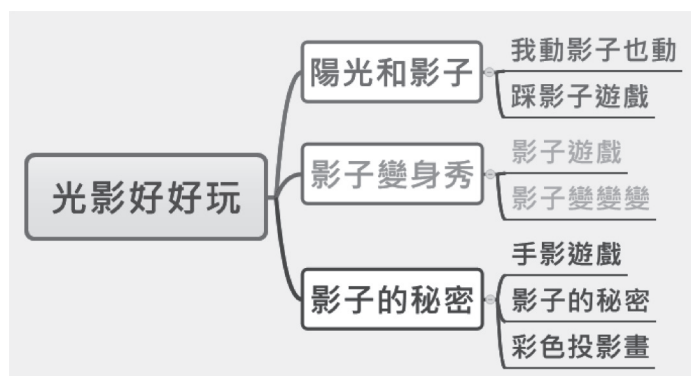 光影好好玩
陽光和影子
我動影子也動
踩影子遊戲
影子變身秀
影子遊戲
影子變變變
影子的秘密
手影遊戲
影子的秘密
彩色投影畫